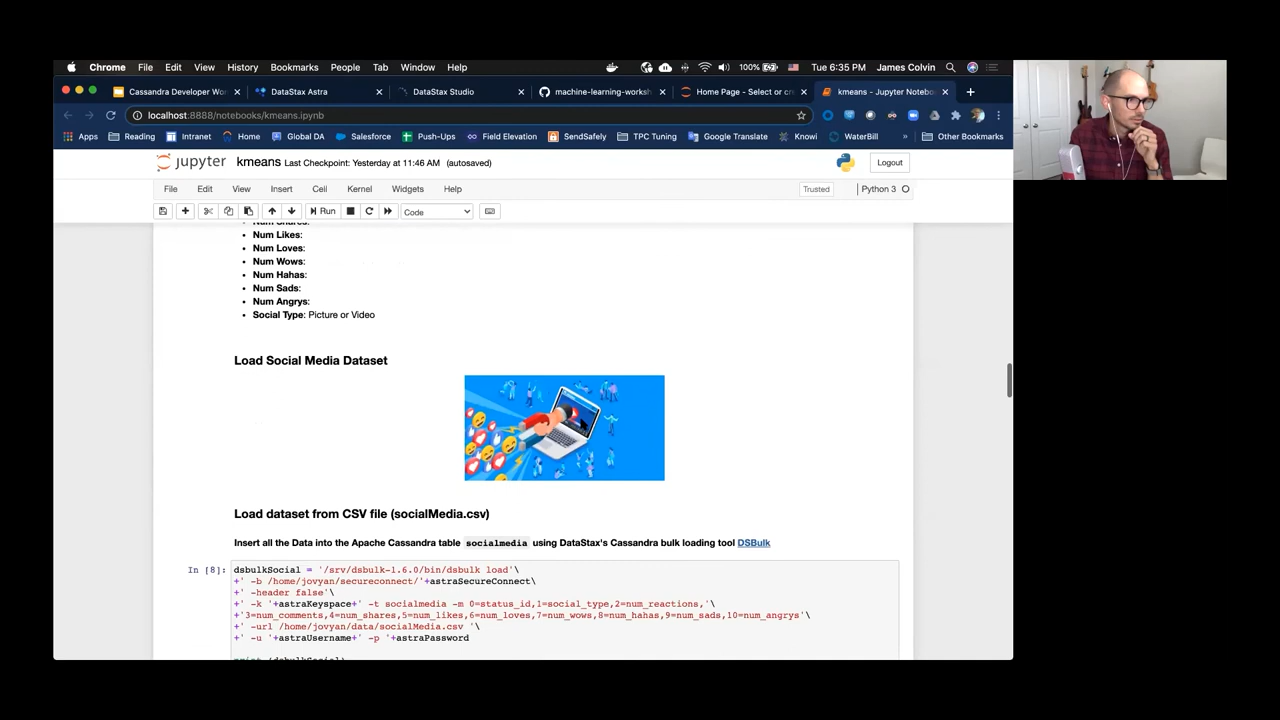 Chrome File Edit View History Bookmarks People Tab Window Help 100% Tue 6:35 PM James Colvin
Cassandra Developer Wor DataStax Astra DataStax Studio machine-learning-worksh Home Page - Select or cre kmeans - Jupyter Notebo
localhost:8888/notebooks/kmeans.ipynb
Apps Reading Intranet Home Global DA Salesforce Push-Ups Field Elevation SendSafely TPC Tuning Google Translate Knowi WaterBill » Other Bookmarks
jupyter kmeans Last Checkpoint: Yesterday at 11:46 AM (autosaved) Logout
File Edit View Insert Cell Kernel Widgets Help Trusted Python 3
Run Code
Num Shares:
Num Likes:
Num Loves:
Num Wows:
Num Hahas:
Num Sads:
Num Angrys:
Social Type: Picture or Video
Load Social Media Dataset
Load dataset from CSV file (socialMedia.csv)
Insert all the Data into the Apache Cassandra table socialmedia using DataStax's Cassandra bulk loading tool DSBulk
In [8]: dsbulkSocial = '/srv/dsbulk-1.6.0/bin/dsbulk load'\
+' -b /home/jovyan/secureconnect/'+astraSecureConnect\
+' -header false'\
+' -k '+astraKeyspace+' -t socialmedia -m 0=status_id,1=social_type,2=num_reactions,'\
+'3=num_comments,4=num_shares,5=num_likes,6=num_loves,7=num_wows,8=num_hahas,9=num_sads,10=num_angrys'\
+' -url /home/jovyan/data/socialMedia.csv '\
+' -u '+astraUsername+' -p '+astraPassword
print (dsbulkSocial)